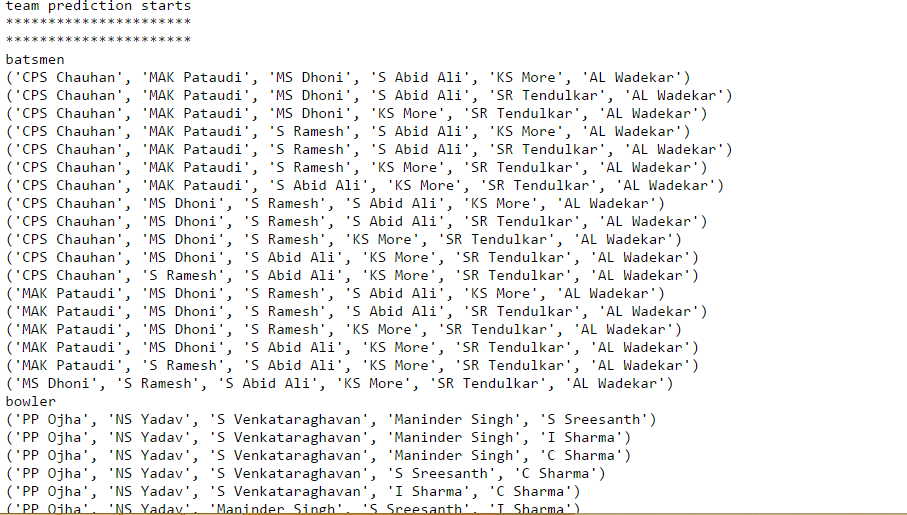 team prediction starts
**********************
**********************
batsmen
('CPS Chauhan', 'MAK Pataudi', 'MS Dhoni', 'S Abid Ali', 'KS More', 'AL Wadekar')
('CPS Chauhan', 'MAK Pataudi', 'MS Dhoni', 'S Abid Ali', 'SR Tendulkar', 'AL Wadekar')
('CPS Chauhan', 'MAK Pataudi', 'MS Dhoni', 'KS More', 'SR Tendulkar', 'AL Wadekar')
('CPS Chauhan', 'MAK Pataudi', 'S Ramesh', 'S Abid Ali', 'KS More', 'AL Wadekar')
('CPS Chauhan', 'MAK Pataudi', 'S Ramesh', 'S Abid Ali', 'SR Tendulkar', 'AL Wadekar')
('CPS Chauhan', 'MAK Pataudi', 'S Ramesh', 'KS More', 'SR Tendulkar', 'AL Wadekar')
('CPS Chauhan', 'MAK Pataudi', 'S Abid Ali', 'KS More', 'SR Tendulkar', 'AL Wadekar')
('CPS Chauhan', 'MS Dhoni', 'S Ramesh', 'S Abid Ali', 'KS More', 'AL Wadekar')
('CPS Chauhan', 'MS Dhoni', 'S Ramesh', 'S Abid Ali', 'SR Tendulkar', 'AL Wadekar')
('CPS Chauhan', 'MS Dhoni', 'S Ramesh', 'KS More', 'SR Tendulkar', 'AL Wadekar')
('CPS Chauhan', 'MS Dhoni', 'S Abid Ali', 'KS More', 'SR Tendulkar', 'AL Wadekar')
('CPS Chauhan', 'S Ramesh', 'S Abid Ali', 'KS More', 'SR Tendulkar', 'AL Wadekar')
('MAK Pataudi', 'MS Dhoni', 'S Ramesh', 'S Abid Ali', 'KS More', 'AL Wadekar')
('MAK Pataudi', 'MS Dhoni', 'S Ramesh', 'S Abid Ali', 'SR Tendulkar', 'AL Wadekar')
('MAK Pataudi', 'MS Dhoni', 'S Ramesh', 'KS More', 'SR Tendulkar', 'AL Wadekar')
('MAK Pataudi', 'MS Dhoni', 'S Abid Ali', 'KS More', 'SR Tendulkar', 'AL Wadekar')
('MAK Pataudi', 'S Ramesh', 'S Abid Ali', 'KS More', 'SR Tendulkar', 'AL Wadekar')
('MS Dhoni', 'S Ramesh', 'S Abid Ali', 'KS More', 'SR Tendulkar', 'AL Wadekar')
bowler
('PP Ojha', 'NS Yadav', 'S Venkataraghavan', 'Maninder Singh', 'S Sreesanth')
('PP Ojha', 'NS Yadav', 'S Venkataraghavan', 'Maninder Singh', 'I Sharma')
('PP Ojha', 'NS Yadav', 'S Venkataraghavan', 'Maninder Singh', 'C Sharma')
('PP Ojha', 'NS Yadav', 'S Venkataraghavan', 'S Sreesanth', 'C Sharma')
('PP Ojha', 'NS Yadav', 'S Venkataraghavan', 'I Sharma', 'C Sharma')
('PP Ojha', 'NS Yadav', 'Maninder Singh', 'S Sreesanth', 'I Sharma')